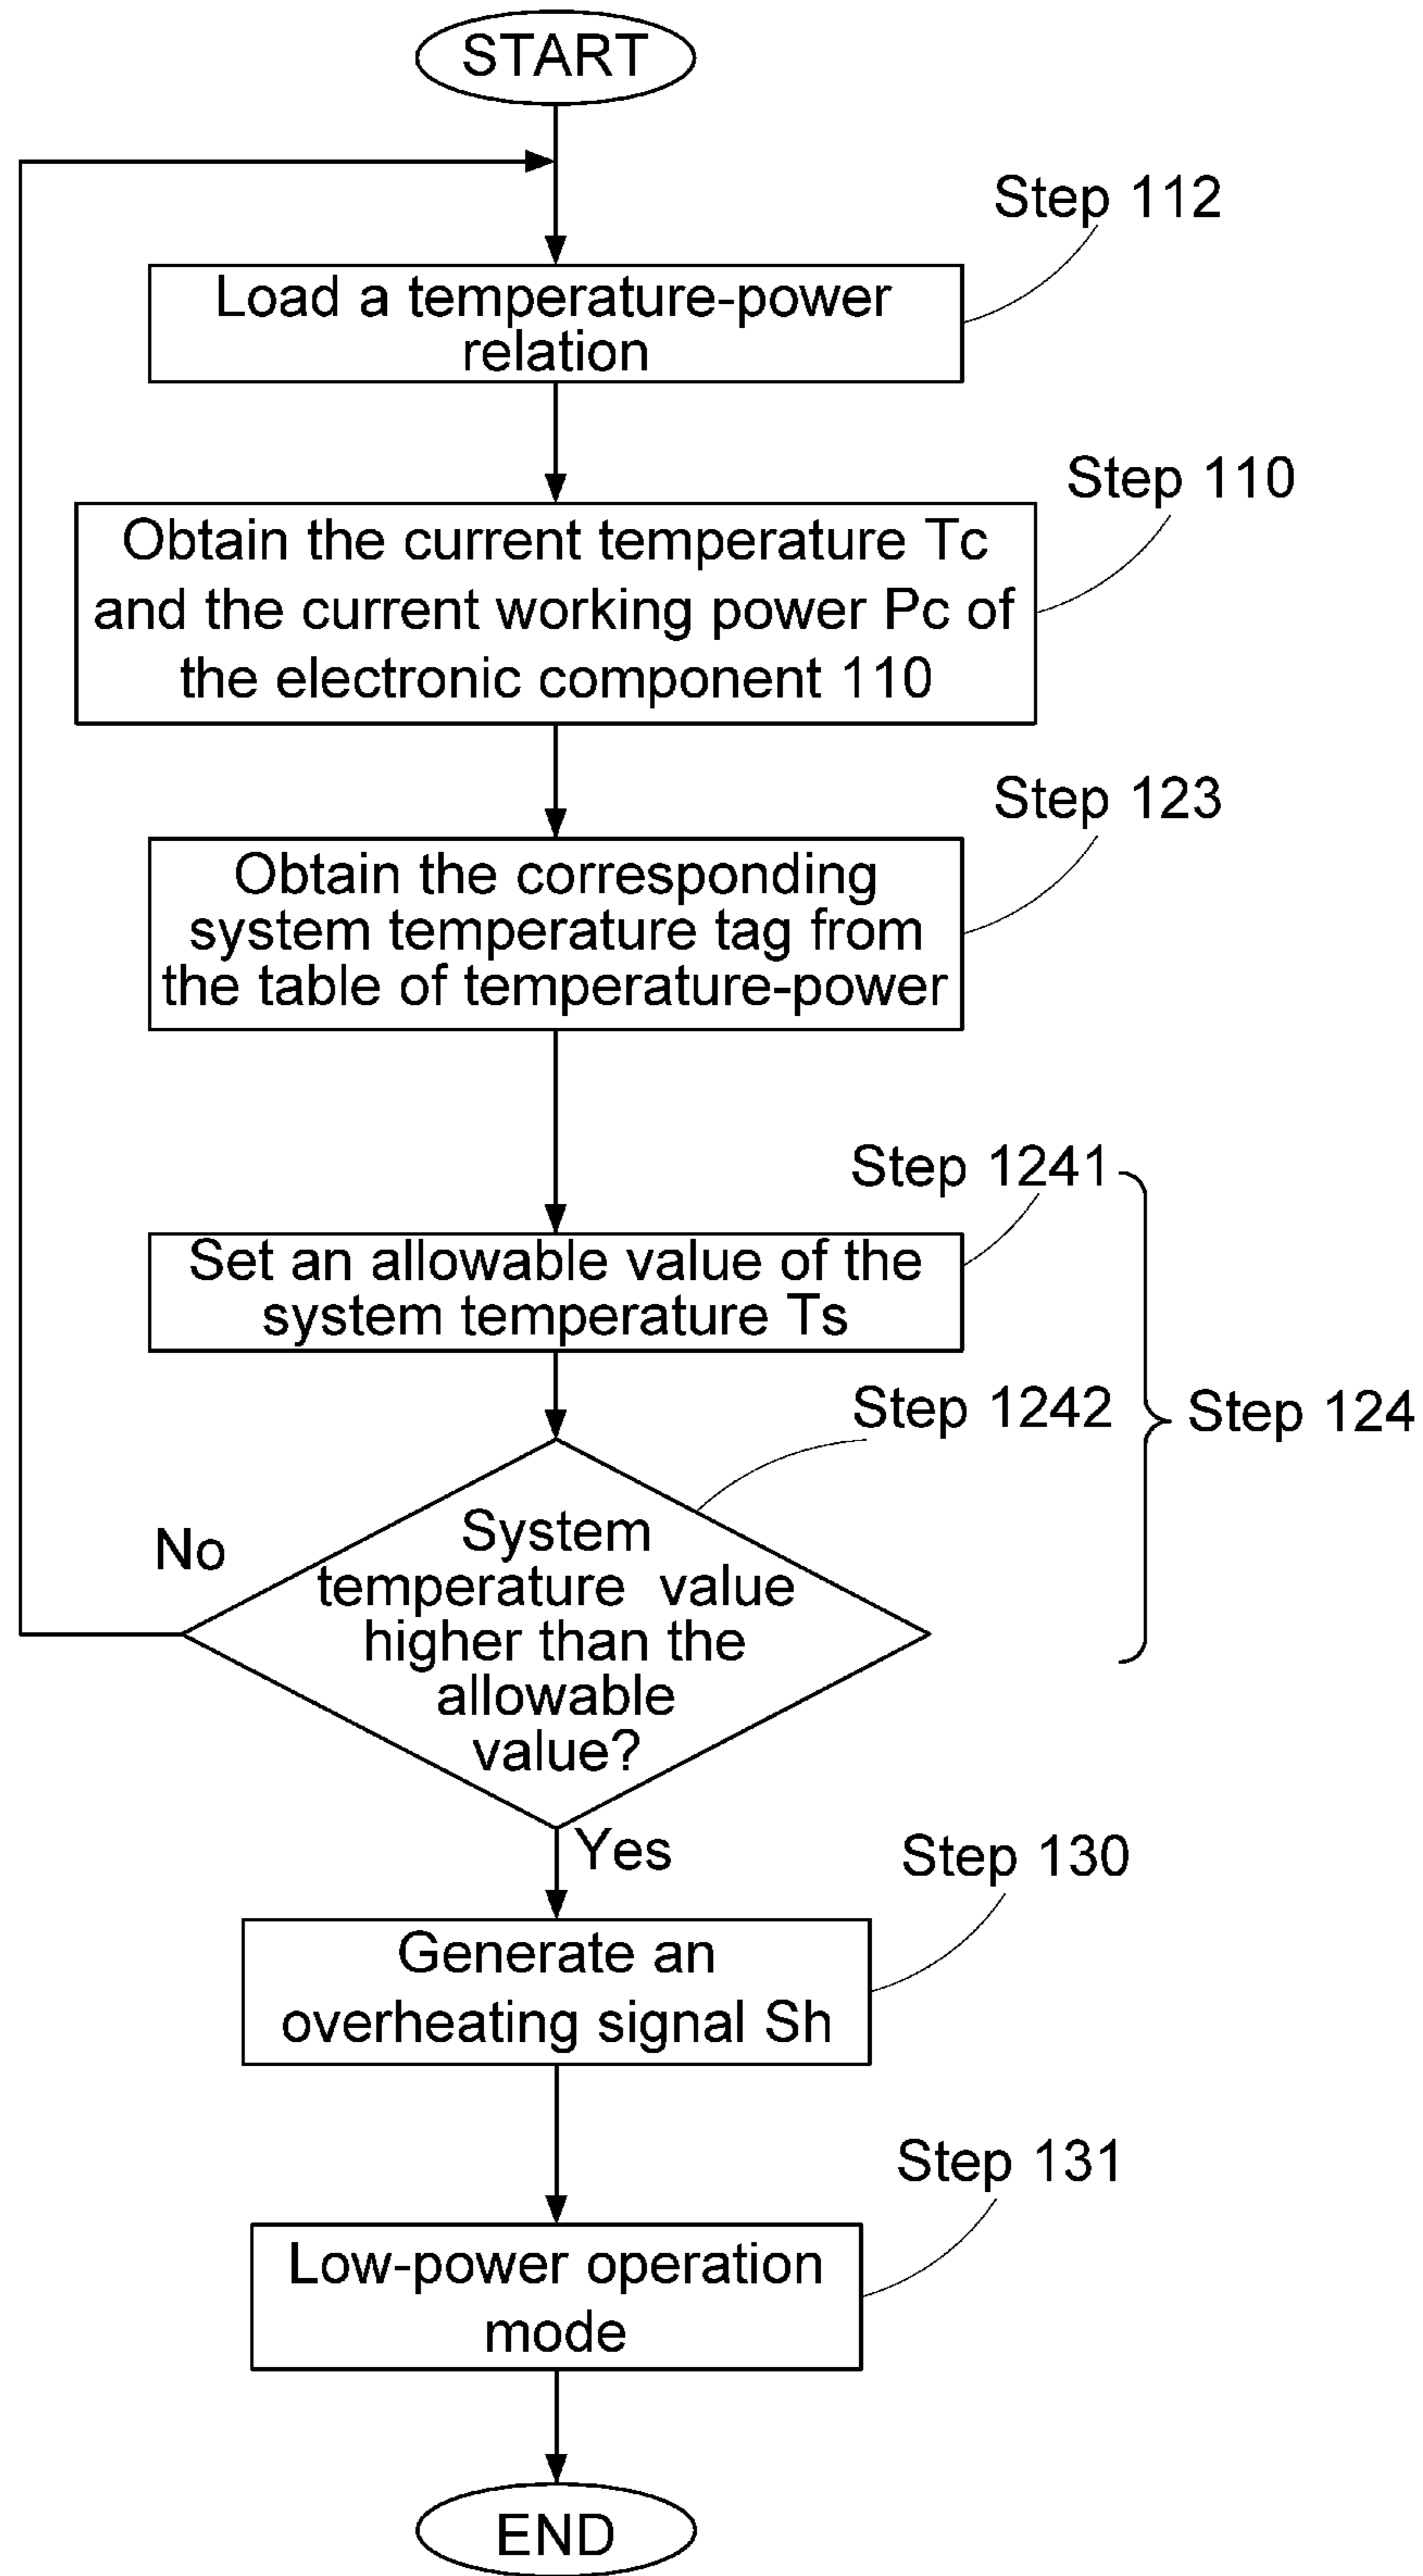 START
Step 112
Load a temperature-power
relation
Step 110
Obtain the current temperature Tc
and the current working power Pc of
the electronic component 110
Step 123
Obtain the corresponding
system temperature tag from
the table of temperature-power
Step 1241
Set an allowable value of the
system temperature Ts
Step 1242
Step 124
No
System
temperature value
higher than the
allowable
value?
Yes
Step 130
Generate an
overheating signal Sh
Step 131
Low-power operation
mode
END